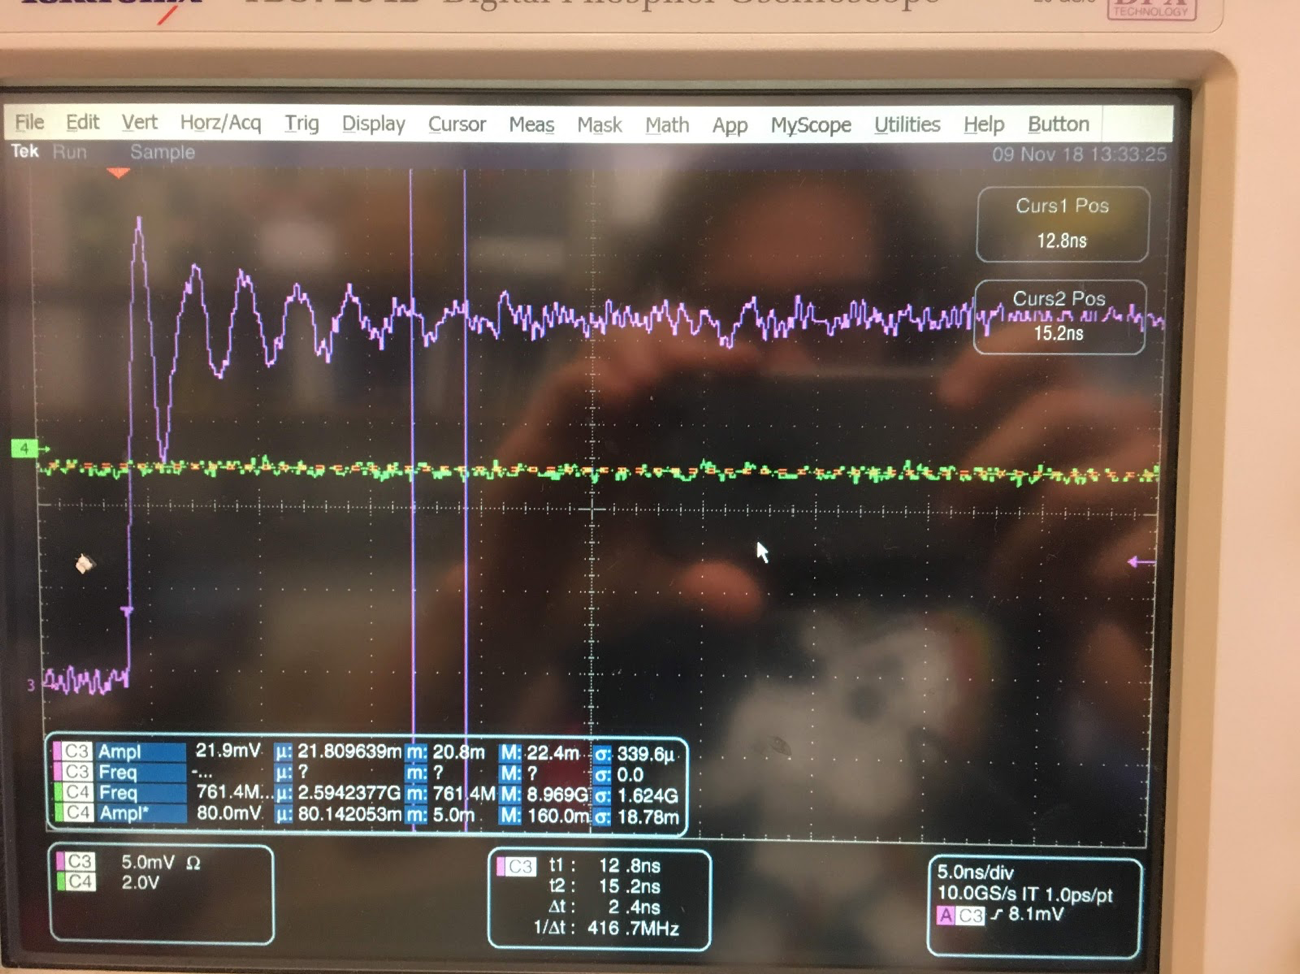 Digital Phosphor Oscilloscope
TECHNOLOGY
File Edit Vert Horz/Acq Trig Display Cursor Meas Mask Math App MyScope Utilities Help Button
Tek Run Sample 09 Nov 18 13:33:25
Curs1 Pos
12.8ns
Curs2 Pos
15.2ns
4
3
C3 Ampl 21.9mV µ: 21.809639m m: 20.8m M: 22.4m σ: 339.6µ
C3 Freq -... µ: ? m: ? M: ? σ: 0.0
C4 Freq 761.4M... µ: 2.5942377G m: 761.4M M: 8.969G σ: 1.624G
C4 Ampl* 80.0mV µ: 80.142053m m: 5.0m M: 160.0m σ: 18.78m
C3 5.0mV Ω
C4 2.0V
C3 t1 : 12 .8ns
t2 : 15 .2ns
Δt : 2 .4ns
1/Δt : 416 .7MHz
5.0ns/div
10.0GS/s IT 1.0ps/pt
A C3 8.1mV